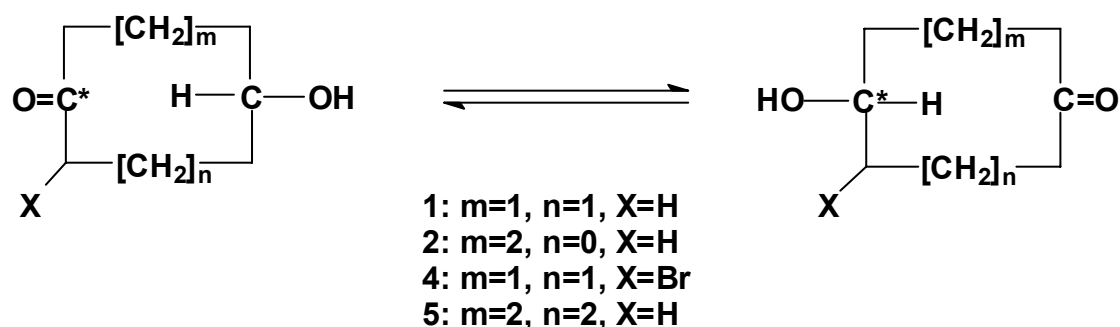 [CH2]m
O=C*
H
C
OH
[CH2]n
X
[CH2]m
HO
C*
H
C=O
[CH2]n
X
1: m=1, n=1, X=H
2: m=2, n=0, X=H
4: m=1, n=1, X=Br
5: m=2, n=2, X=H